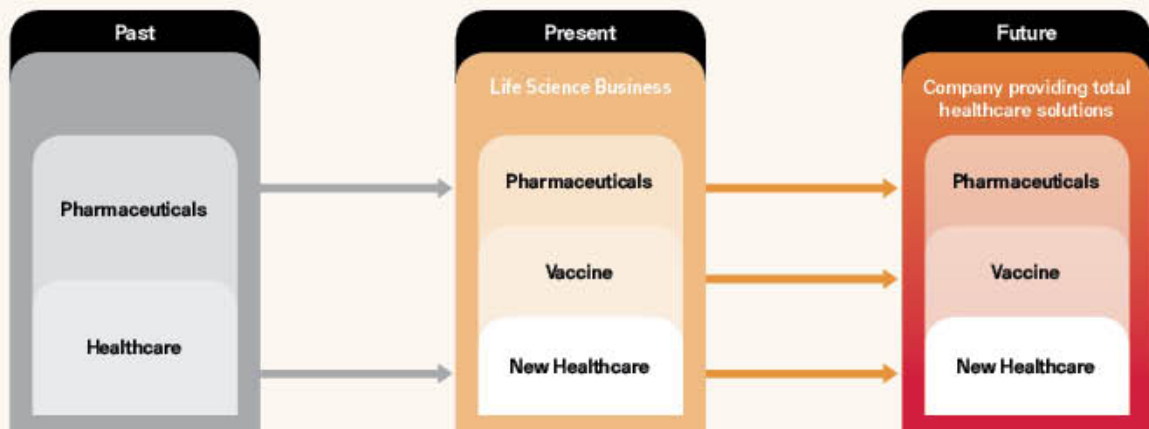 Past
Pharmaceuticals
Healthcare
Present
Life Science Business
Pharmaceuticals
Vaccine
New Healthcare
Future
Company providing total
healthcare solutions
Pharmaceuticals
Vaccine
New Healthcare